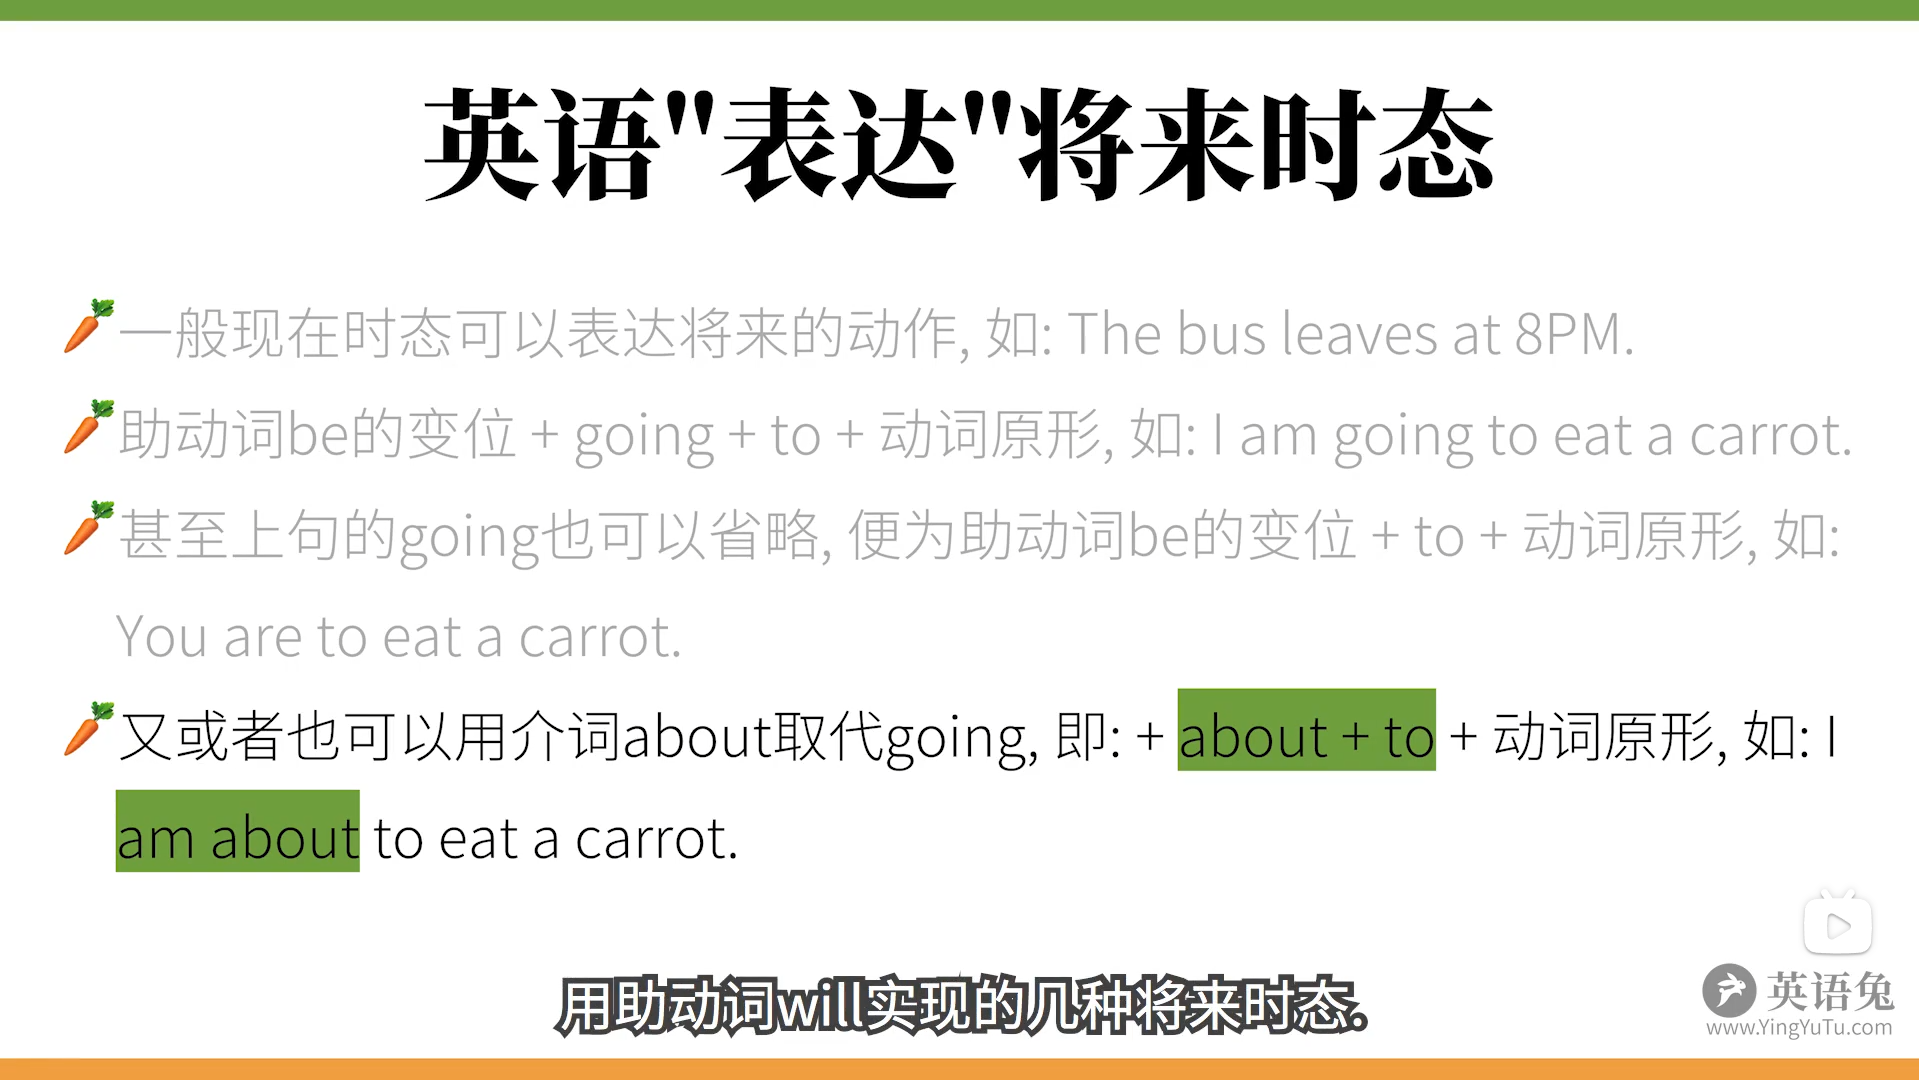 英语"表达"将来时态
一般现在时态可以表达将来的动作, 如: The bus leaves at 8PM.
助动词be的变位 + going + to + 动词原形, 如: I am going to eat a carrot.
甚至上句的going也可以省略, 便为助动词be的变位 + to + 动词原形, 如:
You are to eat a carrot.
又或者也可以用介词about取代going, 即: + about + to + 动词原形, 如: I
am about to eat a carrot.
用助动词will实现的几种将来时态.
英语兔
www.YingYuTu.com